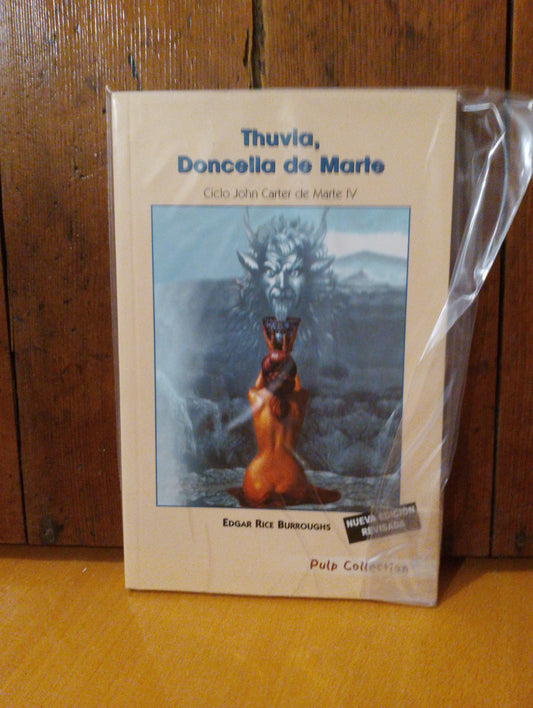 Thuvia,
Doncella de Marte
Ciclo John Carter de Marte IV
EDGAR RICE BURROUGHS
NUEVA EDICIÓN
REVISADA
Pulp Collection